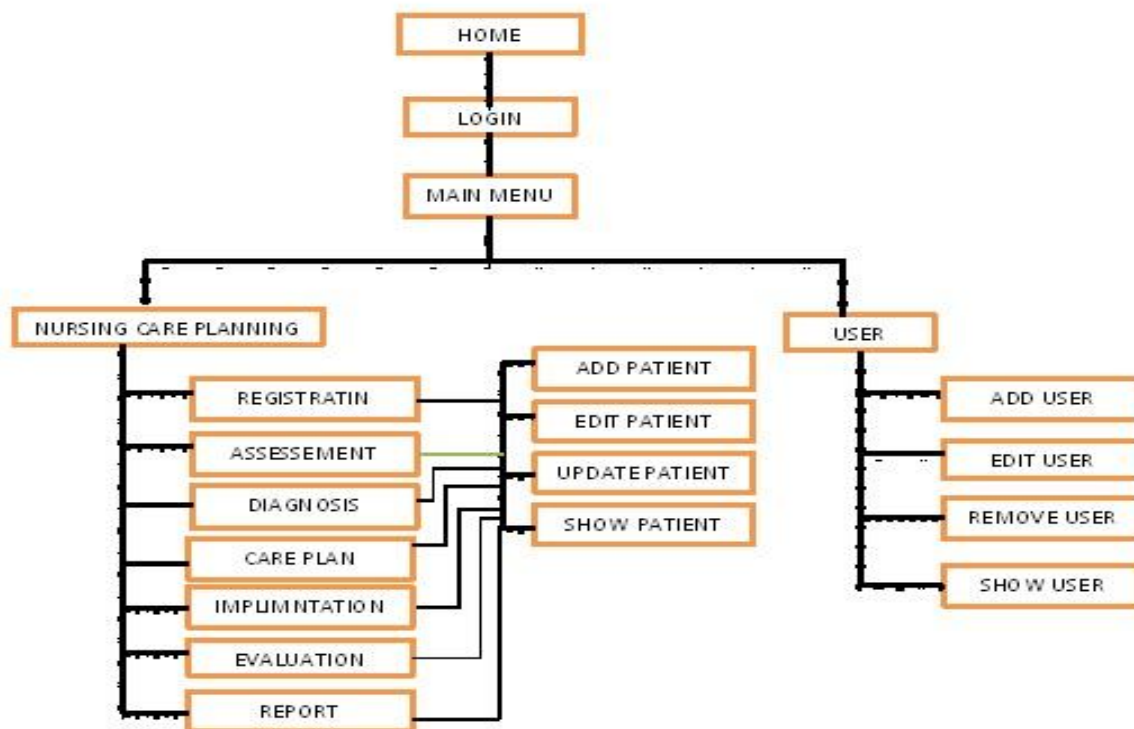 HOME
LOGIN
MAIN MENU
NURSING CARE PLANNING
USER
REGISTRATIN
ASSESSEMENT
DIAGNOSIS
CARE PLAN
IMPLIMNTATION
EVALUATION
REPORT
ADD PATIENT
EDIT PATIENT
UPDATE PATIENT
SHOW PATIENT
ADD USER
EDIT USER
REMOVE USER
SHOW USER